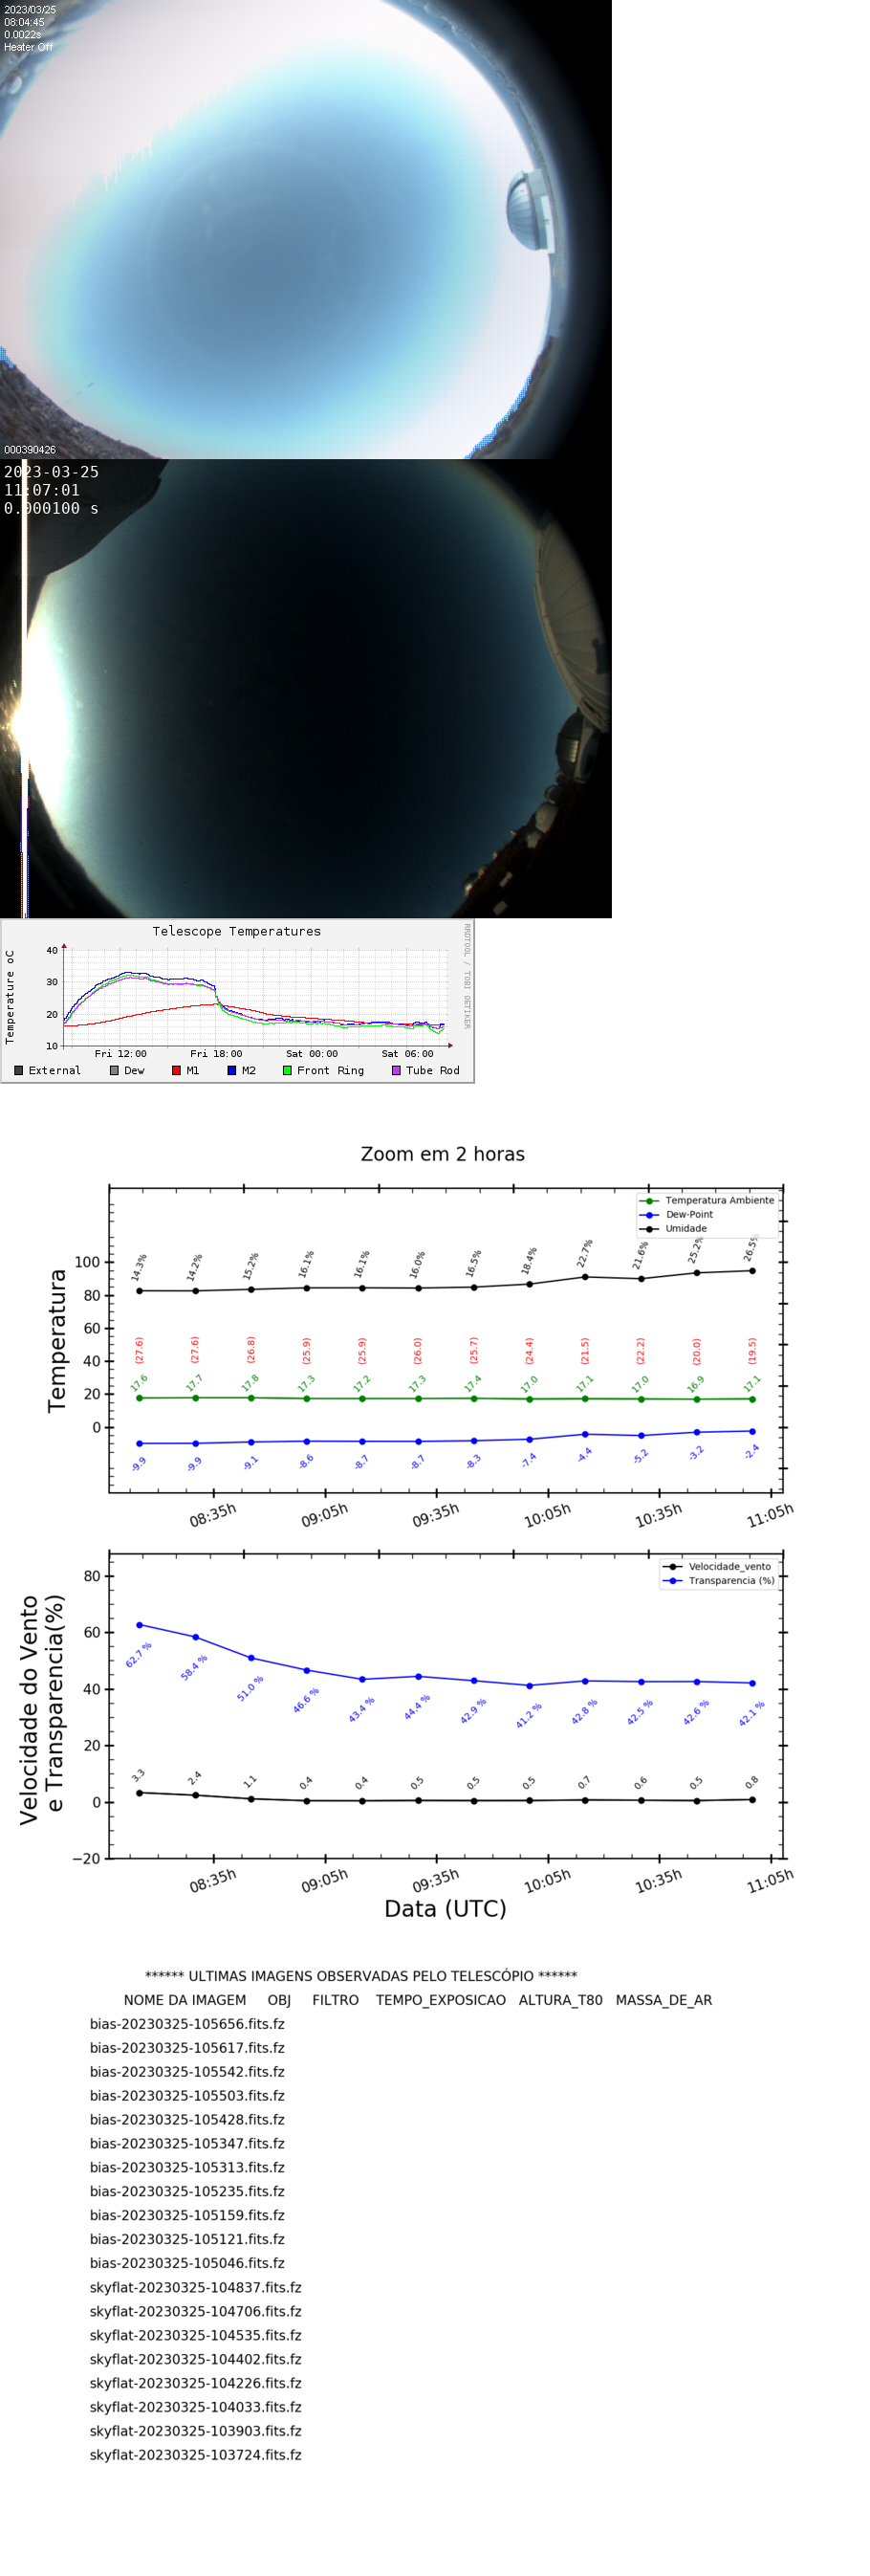 2023/03/25
08:04:45
0.0022s
Heater Off
000390426
2023-03-25
11:07:01
0.000100 s
Telescope Temperatures
RRDTOOL / TOBI OETIKER
Temperature oC
40
30
20
10
Fri 12:00 Fri 18:00 Sat 00:00 Sat 06:00
External Dew M1 M2 Front Ring Tube Rod
Zoom em 2 horas
Temperatura Ambiente
Dew-Point
Umidade
Temperatura
100
80
60
40
20
0
14.3% 14.2% 15.2% 16.1% 16.1% 16.0% 16.5% 18.4% 22.7% 21.6% 25.2% 26.5%
(27.6) (27.6) (26.8) (25.9) (25.9) (26.0) (25.7) (24.4) (21.5) (22.2) (20.0) (19.5)
17.6 17.7 17.8 17.3 17.2 17.3 17.4 17.0 17.1 17.0 16.9 17.1
-9.9 -9.9 -9.1 -8.6 -8.7 -8.7 -8.3 -7.4 -4.4 -5.2 -3.2 -2.4
08:35h 09:05h 09:35h 10:05h 10:35h 11:05h
Velocidade_vento
Transparencia (%)
Velocidade do Vento
e Transparencia(%)
80
60
40
20
0
−20
62.7 % 58.4 % 51.0 % 46.6 % 43.4 % 44.4 % 42.9 % 41.2 % 42.8 % 42.5 % 42.6 % 42.1 %
3.3 2.4 1.1 0.4 0.4 0.5 0.5 0.5 0.7 0.6 0.5 0.8
08:35h 09:05h 09:35h 10:05h 10:35h 11:05h
Data (UTC)
****** ULTIMAS IMAGENS OBSERVADAS PELO TELESCÓPIO ******
NOME DA IMAGEM OBJ FILTRO TEMPO_EXPOSICAO ALTURA_T80 MASSA_DE_AR
bias-20230325-105656.fits.fz
bias-20230325-105617.fits.fz
bias-20230325-105542.fits.fz
bias-20230325-105503.fits.fz
bias-20230325-105428.fits.fz
bias-20230325-105347.fits.fz
bias-20230325-105313.fits.fz
bias-20230325-105235.fits.fz
bias-20230325-105159.fits.fz
bias-20230325-105121.fits.fz
bias-20230325-105046.fits.fz
skyflat-20230325-104837.fits.fz
skyflat-20230325-104706.fits.fz
skyflat-20230325-104535.fits.fz
skyflat-20230325-104402.fits.fz
skyflat-20230325-104226.fits.fz
skyflat-20230325-104033.fits.fz
skyflat-20230325-103903.fits.fz
skyflat-20230325-103724.fits.fz